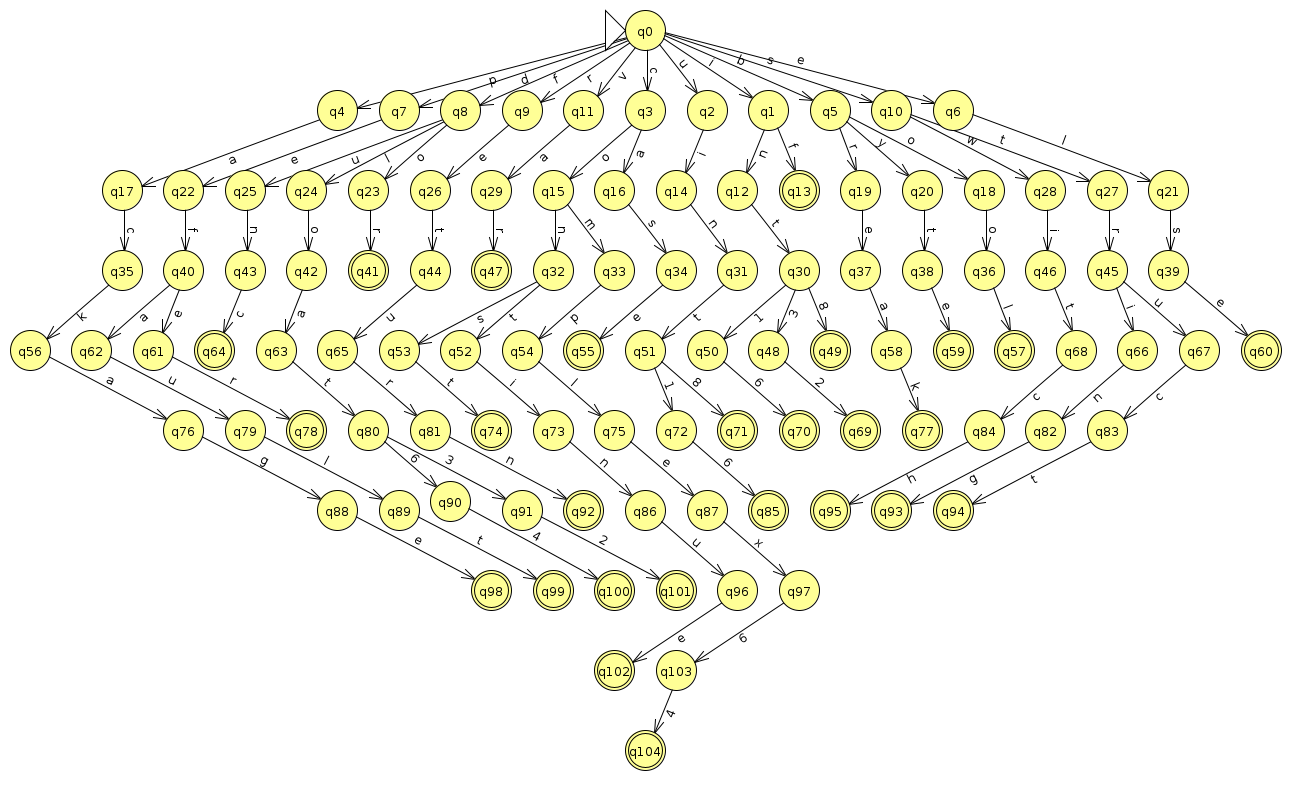 q0
p d f r v c u i b s e
q4 q7 q8 q9 q11 q3 q2 q1 q5 q10 q6
a e u l o e a o a i n f r y o w t l
q17 q22 q25 q24 q23 q26 q29 q15 q16 q14 q12 q13 q19 q20 q18 q28 q27 q21
c f n o r t r n m s n t e t o i r s
q35 q40 q43 q42 q41 q44 q47 q32 q33 q34 q31 q30 q37 q38 q36 q46 q45 q39
k a e c a u s t p e t 1 3 8 a e l t i u e
q56 q62 q61 q64 q63 q65 q53 q52 q54 q55 q51 q50 q48 q49 q58 q59 q57 q68 q66 q67 q60
a u r t r t i l 1 8 6 2 k c n c
q76 q79 q78 q80 q81 q74 q73 q75 q72 q71 q70 q69 q77 q84 q82 q83
g l 6 3 n n e 6 h g t
q88 q89 q90 q91 q92 q86 q87 q85 q95 q93 q94
e t 4 2 u x
q98 q99 q100 q101 q96 q97
e 6
q102 q103
4
q104